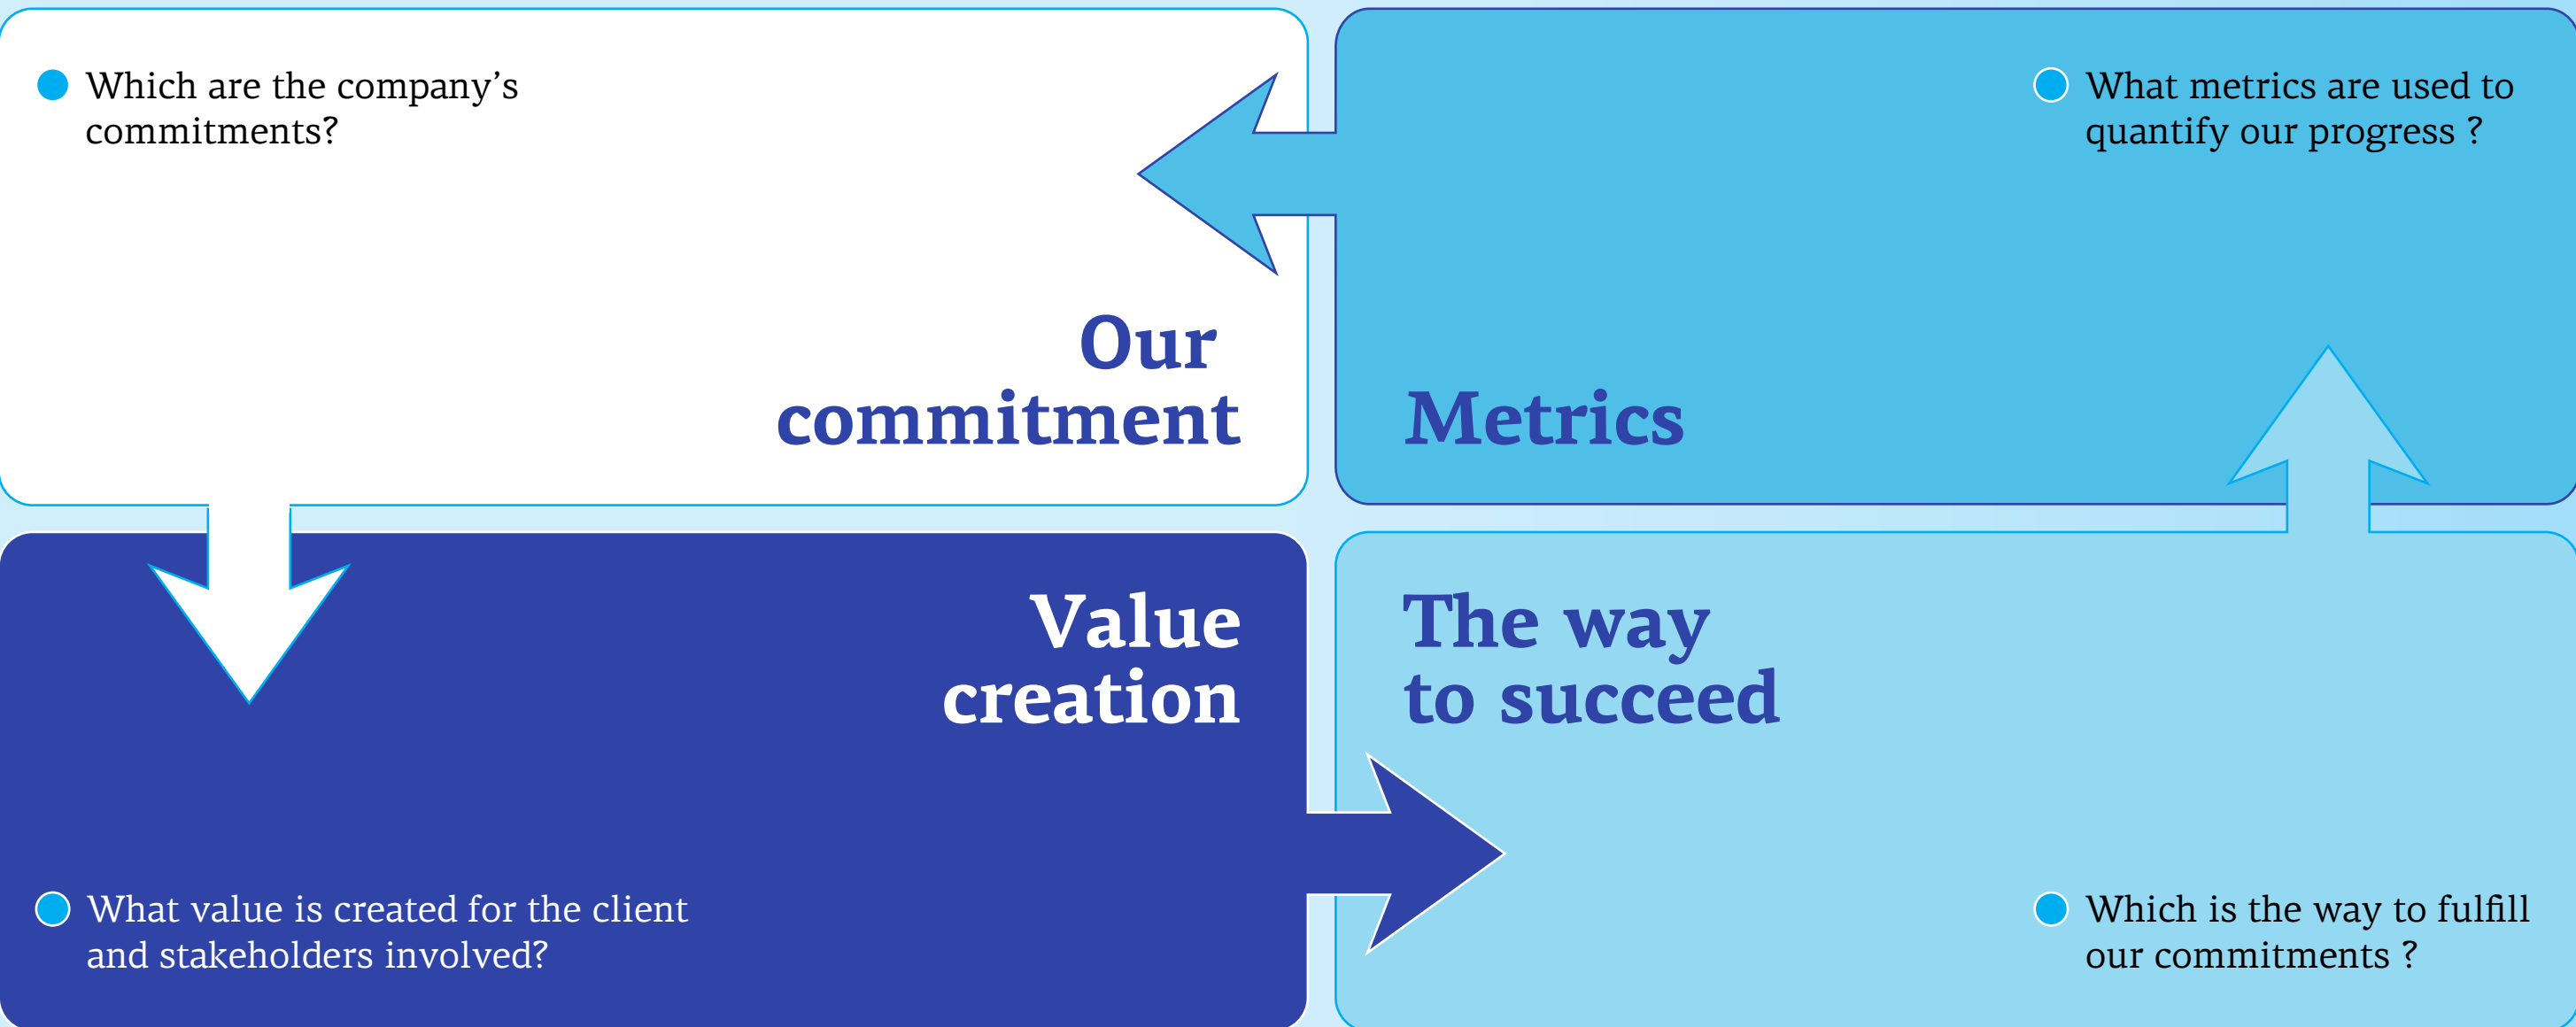 Which are the company's
commitments?
Our
commitment
What metrics are used to
quantify our progress ?
Metrics
Value
creation
What value is created for the client
and stakeholders involved?
The way
to succeed
Which is the way to fulfill
our commitments ?